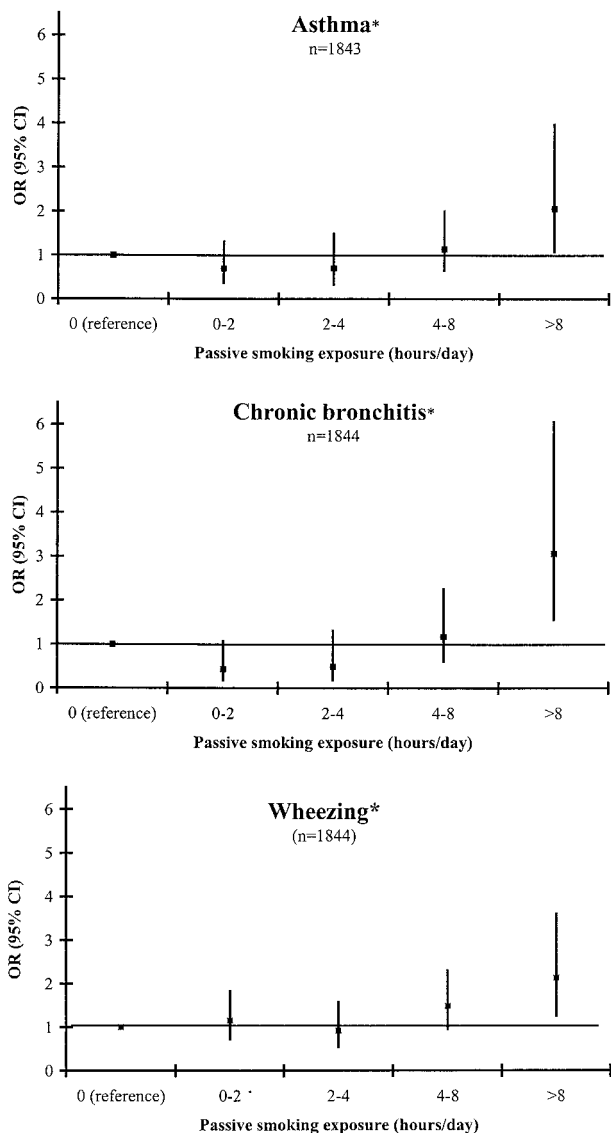 Asthma*
n=1843
OR (95% CI)
6
5
4
3
2
1
0
0 (reference) 0-2 2-4 4-8 >8
Passive smoking exposure (hours/day)
Chronic bronchitis*
n=1844
OR (95% CI)
6
5
4
3
2
1
0
0 (reference) 0-2 2-4 4-8 >8
Passive smoking exposure (hours/day)
Wheezing*
(n=1844)
OR (95% CI)
6
5
4
3
2
1
0
0 (reference) 0-2 2-4 4-8 >8
Passive smoking exposure (hours/day)